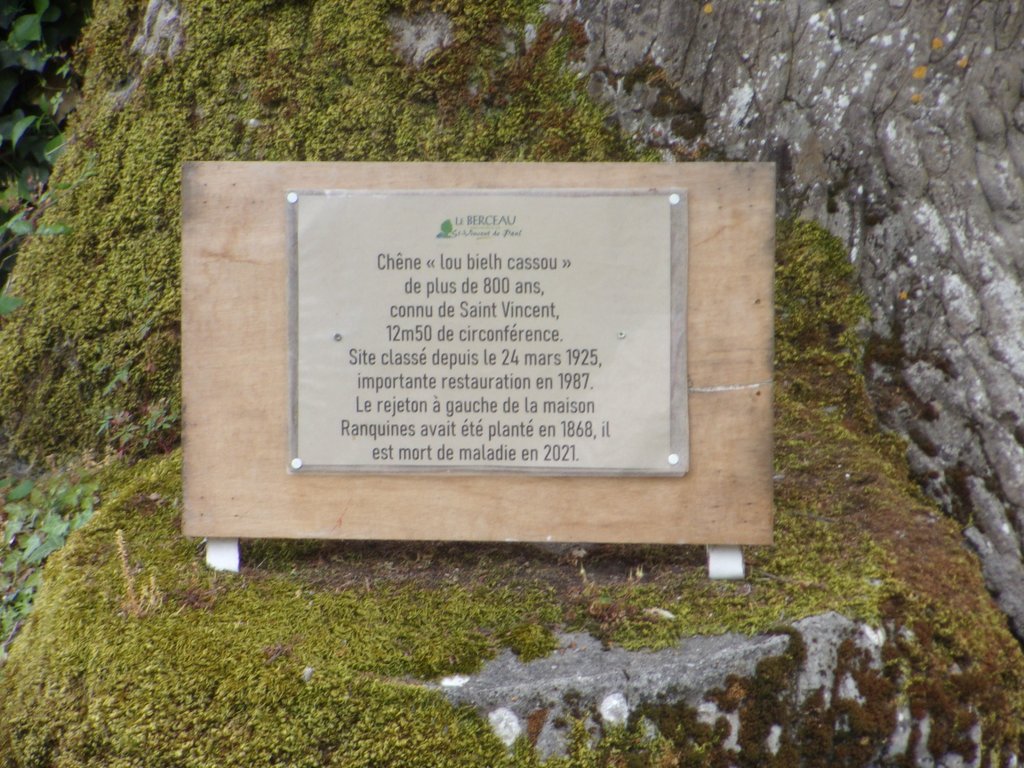 Le BERCEAU
St-Vincent de Paul
Chêne « lou bielh cassou »
de plus de 800 ans,
connu de Saint Vincent,
12m50 de circonférence.
Site classé depuis le 24 mars 1925,
importante restauration en 1987.
Le rejeton à gauche de la maison
Ranquines avait été planté en 1868, il
est mort de maladie en 2021.